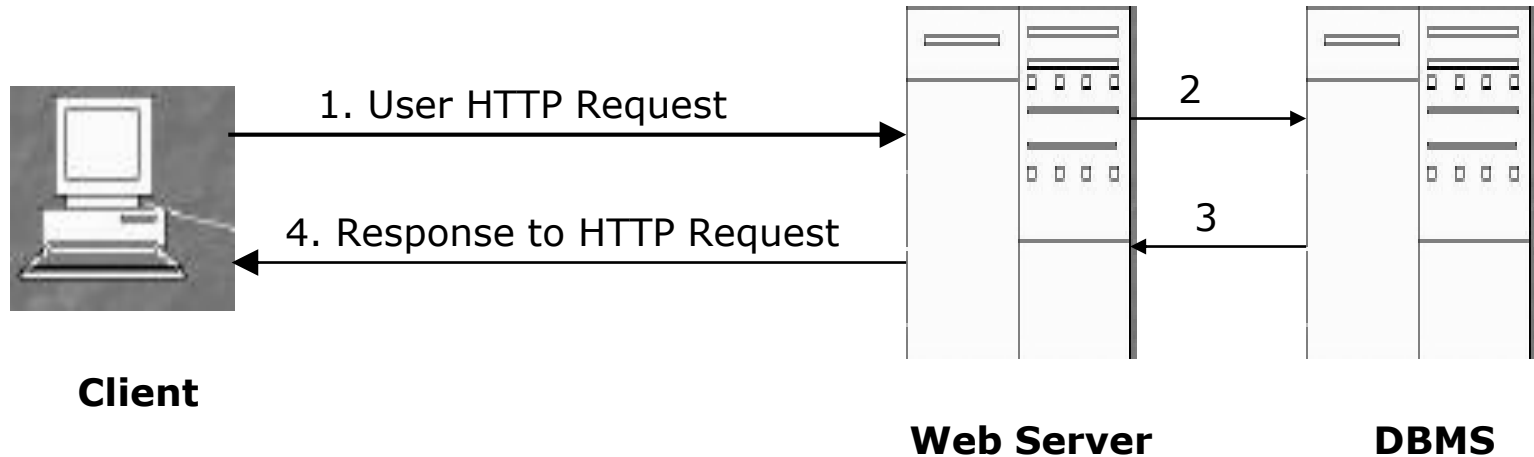 1. User HTTP Request
2
4. Response to HTTP Request
3
Client
Web Server
DBMS